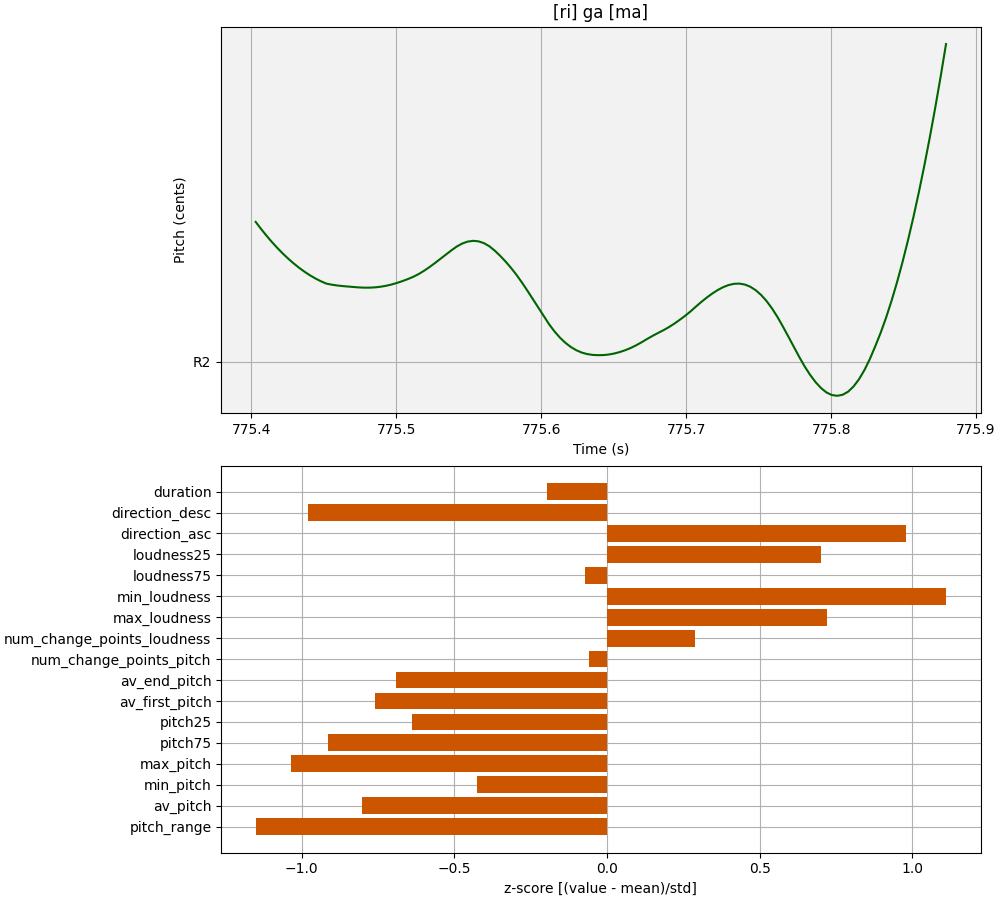 [ri] ga [ma]
Pitch (cents)
R2
775.4 775.5 775.6 775.7 775.8 775.9
Time (s)
duration
direction_desc
direction_asc
loudness25
loudness75
min_loudness
max_loudness
num_change_points_loudness
num_change_points_pitch
av_end_pitch
av_first_pitch
pitch25
pitch75
max_pitch
min_pitch
av_pitch
pitch_range
−1.0 −0.5 0.0 0.5 1.0
z-score [(value - mean)/std]